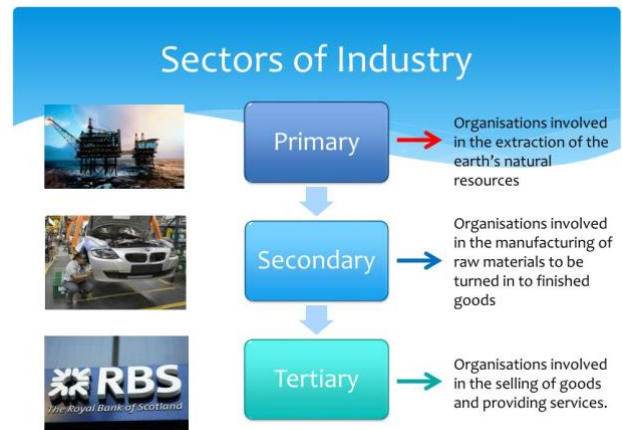 Sectors of Industry
Primary
Organisations involved
in the extraction of the
earth's natural
resources
Secondary
Organisations involved
in the manufacturing of
raw materials to be
turned in to finished
goods
RBS
The Royal Bank of Scotland
Tertiary
Organisations involved
in the selling of goods
and providing services.